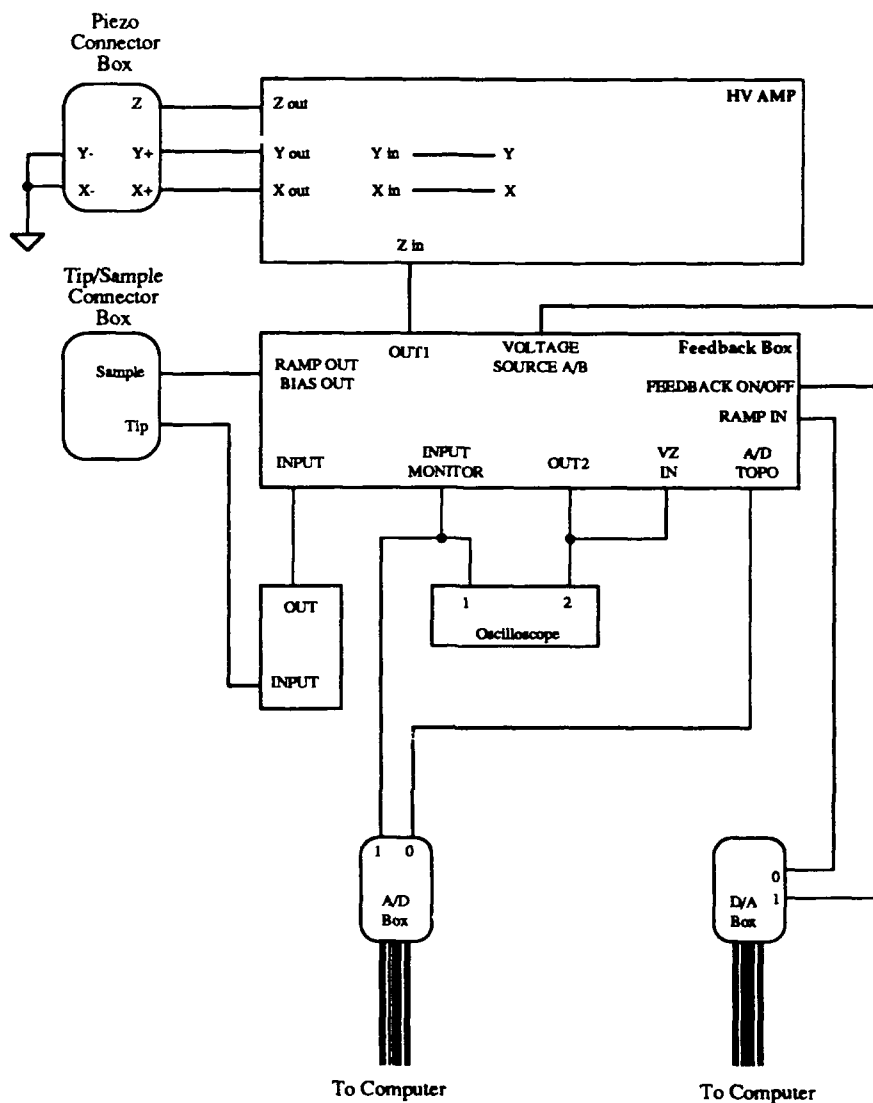 Piezo
Connector
Box
HV AMP
Z
Z out
Y-
Y+
Y out
Y in
Y
X-
X+
X out
X in
X
Z in
Tip/Sample
Connector
Box
Sample
Tip
RAMP OUT
BIAS OUT
OUT1
VOLTAGE
SOURCE A/B
Feedback Box
FEEDBACK ON/OFF
RAMP IN
INPUT
INPUT
MONITOR
OUT2
VZ
IN
A/D
TOPO
OUT
INPUT
1
2
Oscilloscope
1
0
A/D
Box
0
1
D/A
Box
To Computer
To Computer